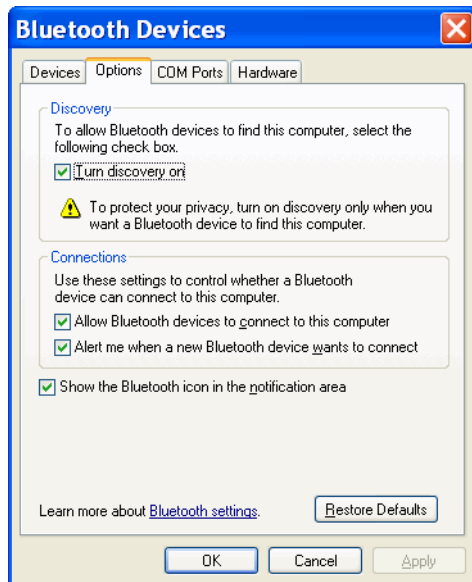 Bluetooth Devices
Devices Options COM Ports Hardware
Discovery
To allow Bluetooth devices to find this computer, select the
following check box.
Turn discovery on
To protect your privacy, turn on discovery only when you
want a Bluetooth device to find this computer.
Connections
Use these settings to control whether a Bluetooth
device can connect to this computer.
Allow Bluetooth devices to connect to this computer
Alert me when a new Bluetooth device wants to connect
Show the Bluetooth icon in the notification area
Learn more about Bluetooth settings. Restore Defaults
OK Cancel Apply